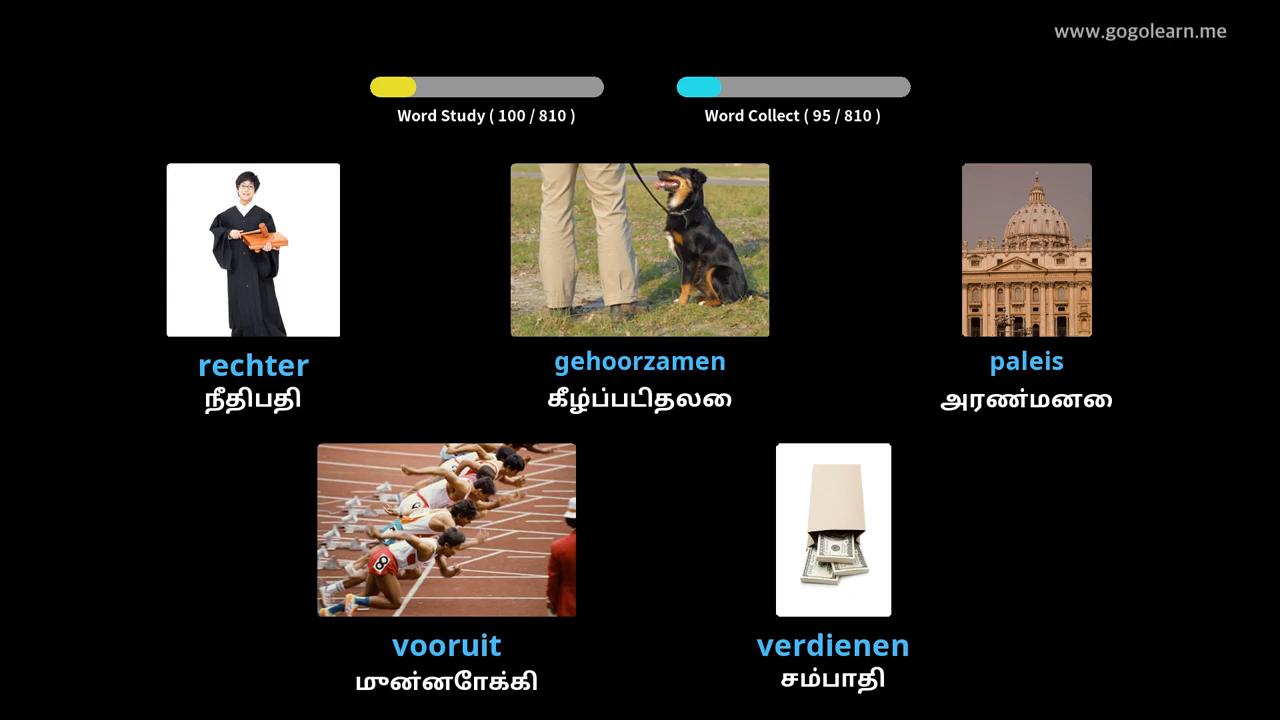 www.gogolearn.me
Word Study ( 100 / 810 )
Word Collect ( 95 / 810 )
rechter
நீதிபதி
gehoorzamen
கீழ்ப்படிதலை
paleis
அரண்மனை
vooruit
முன்னோக்கி
verdienen
சம்பாதி